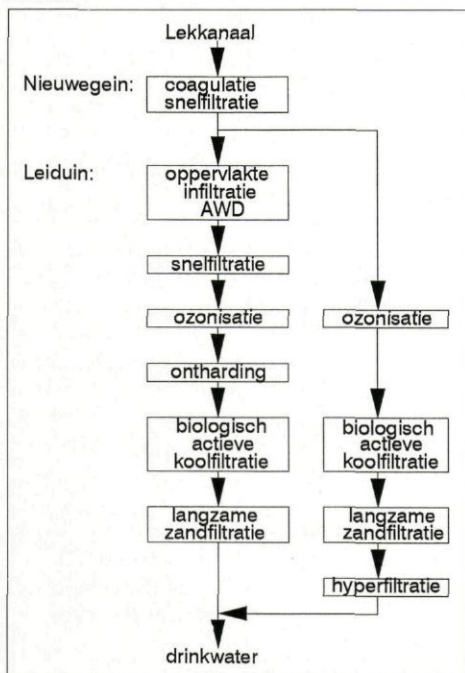 Lekkanaal
Nieuwegein:
coagulatie
snelfiltratie
Leiduin:
oppervlakte
infiltratie
AWD
snelfiltratie
ozonisatie
ontharding
biologisch
actieve
koolfiltratie
langzame
zandfiltratie
ozonisatie
biologisch
actieve
koolfiltratie
langzame
zandfiltratie
hyperfiltratie
drinkwater